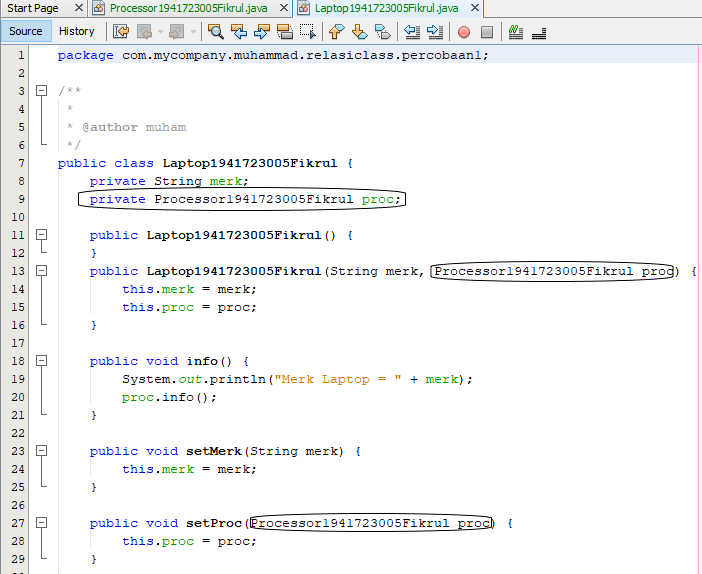 Start Page Processor1941723005Fikrul.java Laptop1941723005Fikrul.java
Source History
1 package com.mycompany.muhammad.relasiclass.percobaan1;
2
3 /**
4 *
5 * @author muham
6 */
7 public class Laptop1941723005Fikrul {
8 private String merk;
9 private Processor1941723005Fikrul proc;
10
11 public Laptop1941723005Fikrul() {
12 }
13 public Laptop1941723005Fikrul(String merk, Processor1941723005Fikrul proc) {
14 this.merk = merk;
15 this.proc = proc;
16 }
17
18 public void info() {
19 System.out.println("Merk Laptop = " + merk);
20 proc.info();
21 }
22
23 public void setMerk(String merk) {
24 this.merk = merk;
25 }
26
27 public void setProc(Processor1941723005Fikrul proc) {
28 this.proc = proc;
29 }